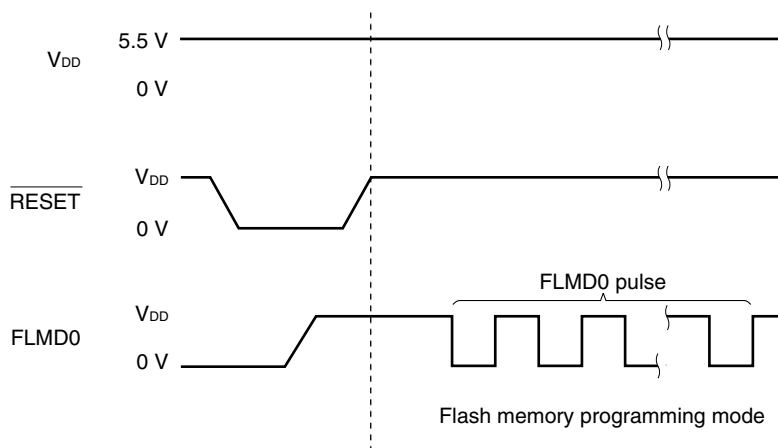 5.5 V
VDD
0 V
VDD
RESET
0 V
FLMD0 pulse
VDD
FLMD0
0 V
Flash memory programming mode